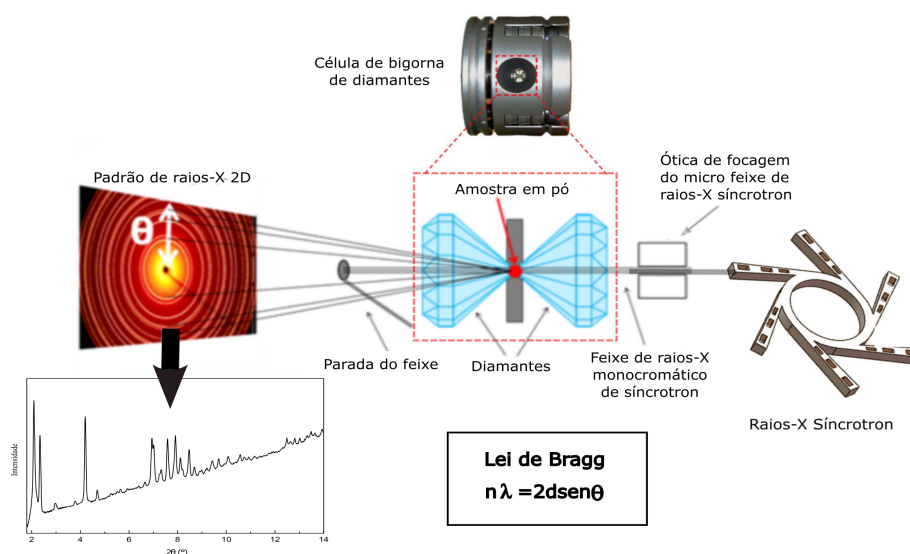 Célula de bigorna
de diamantes
Padrão de raios-X 2D
θ
Amostra em pó
Ótica de focagem
do micro feixe de
raios-X síncrotron
Parada do feixe
Diamantes
Feixe de raios-X
monocromático
de síncrotron
Raios-X Síncrotron
Intensidade
2 4 6 8 10 12 14
2θ (º)
Lei de Bragg
nλ =2dsenθ